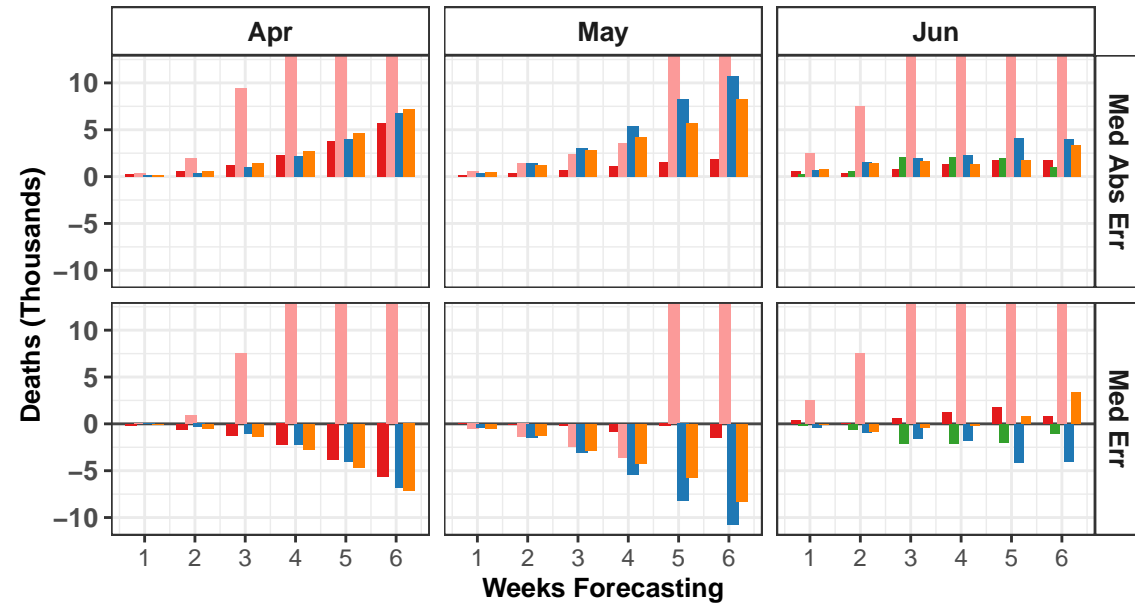 Apr May Jun
Deaths (Thousands)
10
5
0
−5
−10
Med Abs Err
10
5
0
−5
−10
Med Err
1 2 3 4 5 6 1 2 3 4 5 6 1 2 3 4 5 6
Weeks Forecasting